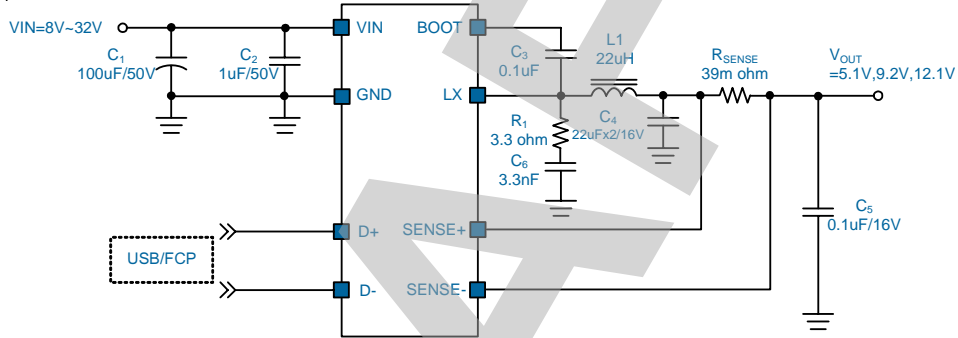 VIN=8V~32V
VIN
BOOT
C1
100uF/50V
C2
1uF/50V
C3
0.1uF
L1
22uH
RSENSE
39m ohm
VOUT
=5.1V,9.2V,12.1V
GND
LX
R1
3.3 ohm
C4
22uFx2/16V
C6
3.3nF
C5
0.1uF/16V
D+
SENSE+
USB/FCP
D-
SENSE-